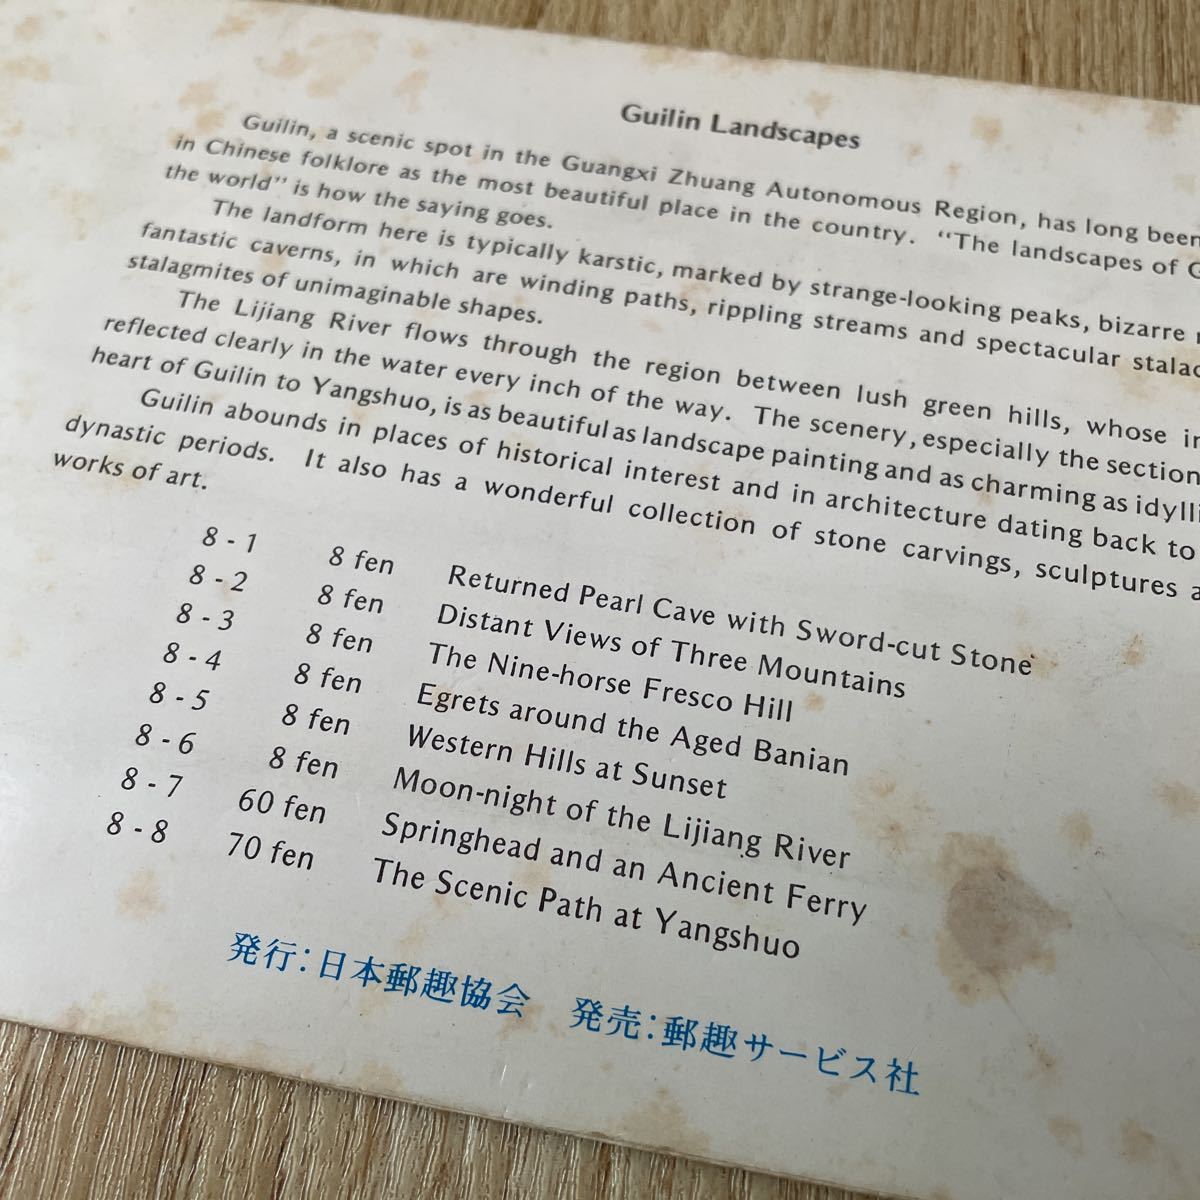 Guilin Landscapes
Guilin, a scenic spot in the Guangxi Zhuang Autonomous Region, has long been
in Chinese folklore as the most beautiful place in the country. "The landscapes of
the world" is how the saying goes.
The landform here is typically karstic, marked by strange-looking peaks, bizarre
fantastic caverns, in which are winding paths, rippling streams and spectacular
stalagmites of unimaginable shapes.
The Lijiang River flows through the region between lush green hills, whose
reflected clearly in the water every inch of the way. The scenery, especially the section
heart of Guilin to Yangshuo, is as beautiful as landscape painting and as charming as
Guilin abounds in places of historical interest and in architecture dating back to
dynastic periods. It also has a wonderful collection of stone carvings, sculptures
works of art.
8 - 1 8 fen Returned Pearl Cave with Sword-cut Stone
8 - 2 8 fen Distant Views of Three Mountains
8 - 3 8 fen The Nine-horse Fresco Hill
8 - 4 8 fen Egrets around the Aged Banian
8 - 5 8 fen Western Hills at Sunset
8 - 6 8 fen Moon-night of the Lijiang River
8 - 7 60 fen Springhead and an Ancient Ferry
8 - 8 70 fen The Scenic Path at Yangshuo
発行:日本郵趣協会 発売:郵趣サービス社